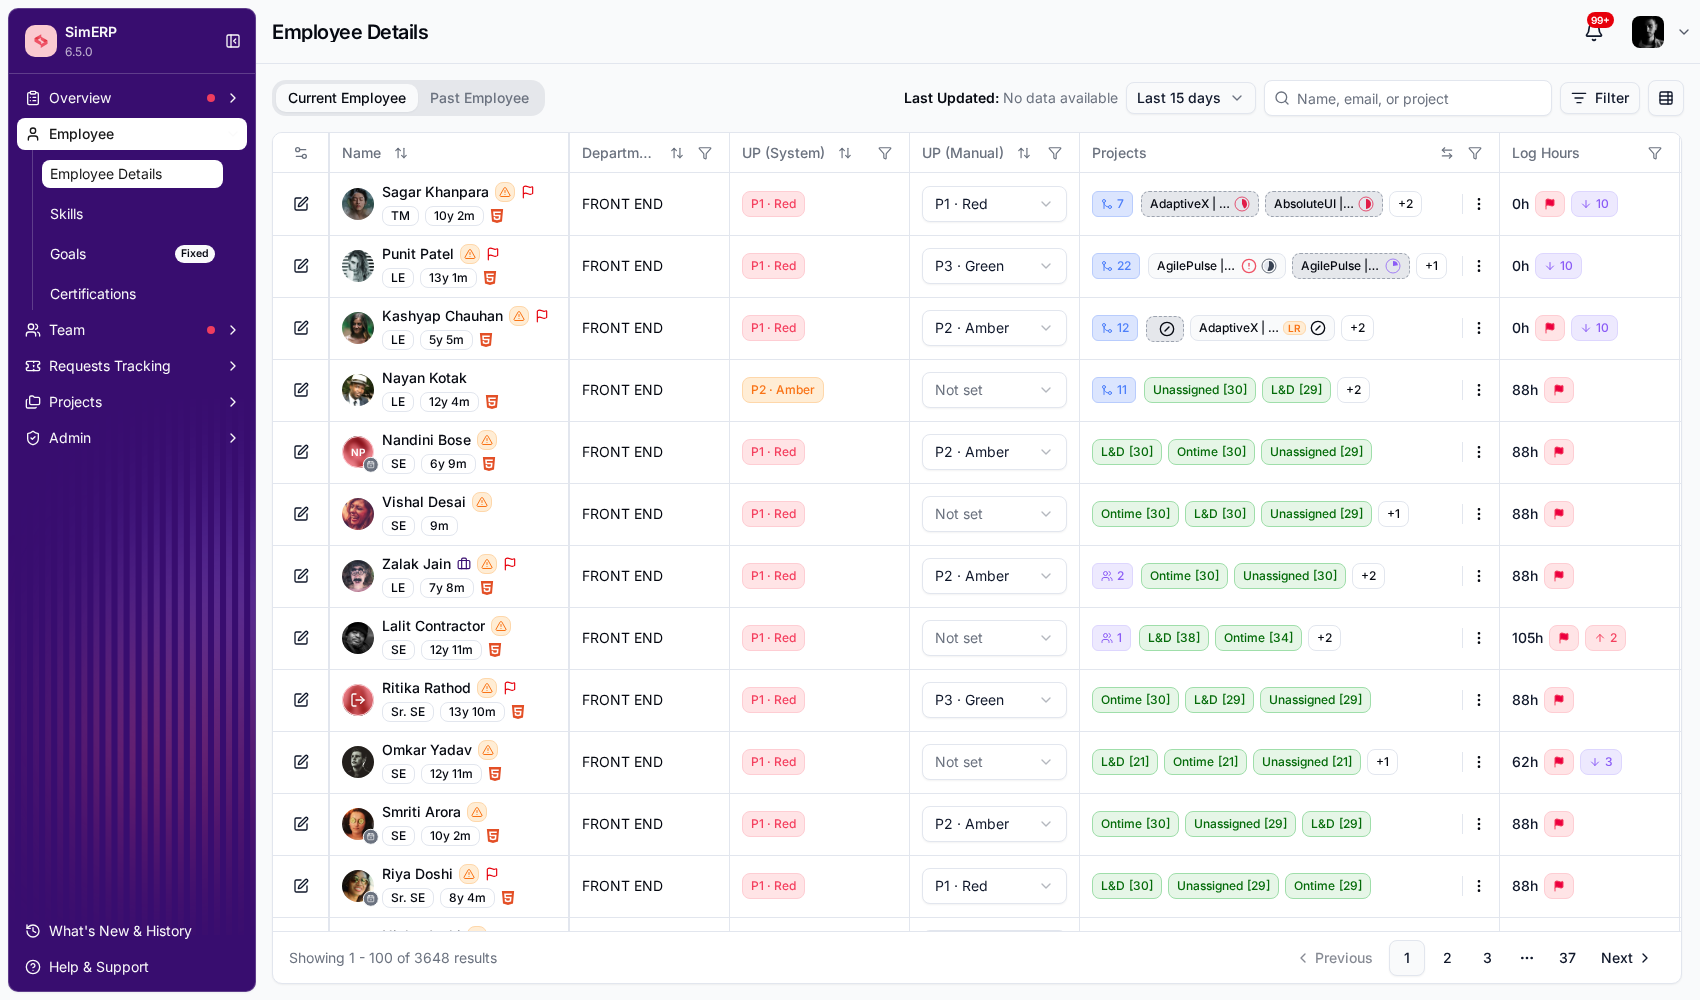 SimERP
6.5.0
Overview
Employee
Employee Details
Skills
Goals Fixed
Certifications
Team
Requests Tracking
Projects
Admin
What's New & History
Help & Support
Employee Details
99+
Current Employee Past Employee
Last Updated: No data available Last 15 days Name, email, or project Filter
Name Departm... UP (System) UP (Manual) Projects Log Hours
Sagar Khanpara
TM 10y 2m
FRONT END P1 · Red P1 · Red 7 AdaptiveX | ... AbsoluteUI |... +2 0h 10
Punit Patel
LE 13y 1m
FRONT END P1 · Red P3 · Green 22 AgilePulse |... AgilePulse |... +1 0h 10
Kashyap Chauhan
LE 5y 5m
FRONT END P1 · Red P2 · Amber 12 AdaptiveX | ... LR +2 0h 10
Nayan Kotak
LE 12y 4m
FRONT END P2 · Amber Not set 11 Unassigned [30] L&D [29] +2 88h
NP
Nandini Bose
SE 6y 9m
FRONT END P1 · Red P2 · Amber L&D [30] Ontime [30] Unassigned [29] 88h
Vishal Desai
SE 9m
FRONT END P1 · Red Not set Ontime [30] L&D [30] Unassigned [29] +1 88h
Zalak Jain
LE 7y 8m
FRONT END P1 · Red P2 · Amber 2 Ontime [30] Unassigned [30] +2 88h
Lalit Contractor
SE 12y 11m
FRONT END P1 · Red Not set 1 L&D [38] Ontime [34] +2 105h 2
Ritika Rathod
Sr. SE 13y 10m
FRONT END P1 · Red P3 · Green Ontime [30] L&D [29] Unassigned [29] 88h
Omkar Yadav
SE 12y 11m
FRONT END P1 · Red Not set L&D [21] Ontime [21] Unassigned [21] +1 62h 3
Smriti Arora
SE 10y 2m
FRONT END P1 · Red P2 · Amber Ontime [30] Unassigned [29] L&D [29] 88h
Riya Doshi
Sr. SE 8y 4m
FRONT END P1 · Red P1 · Red L&D [30] Unassigned [29] Ontime [29] 88h
Showing 1 - 100 of 3648 results
Previous 1 2 3 ··· 37 Next